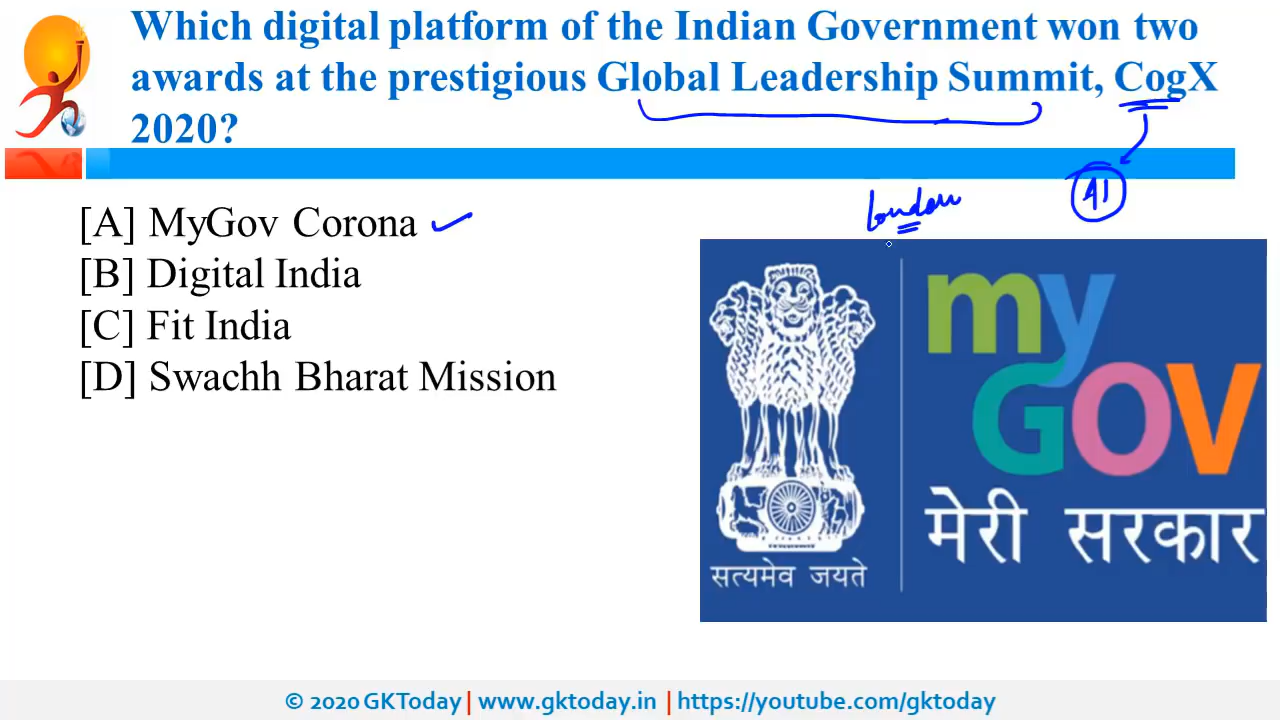 Which digital platform of the Indian Government won two
awards at the prestigious Global Leadership Summit, CogX
2020?
AI
London
[A] MyGov Corona
[B] Digital India
[C] Fit India
[D] Swachh Bharat Mission
my
GOV
मेरी सरकार
सत्यमेव जयते
© 2020 GKToday | www.gktoday.in | https://youtube.com/gktoday